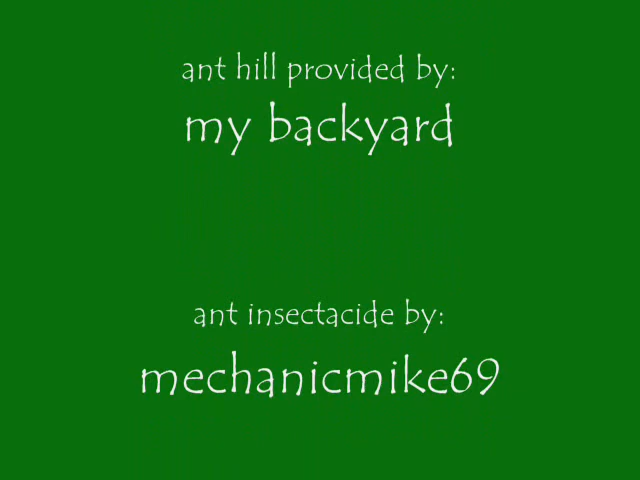 ant hill provided by:
my backyard
ant insectacide by:
mechanicmike69